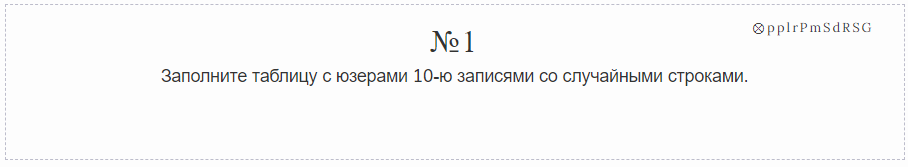 ⊗pplrPmSdRSG
№1
Заполните таблицу с юзерами 10-ю записями со случайными строками.